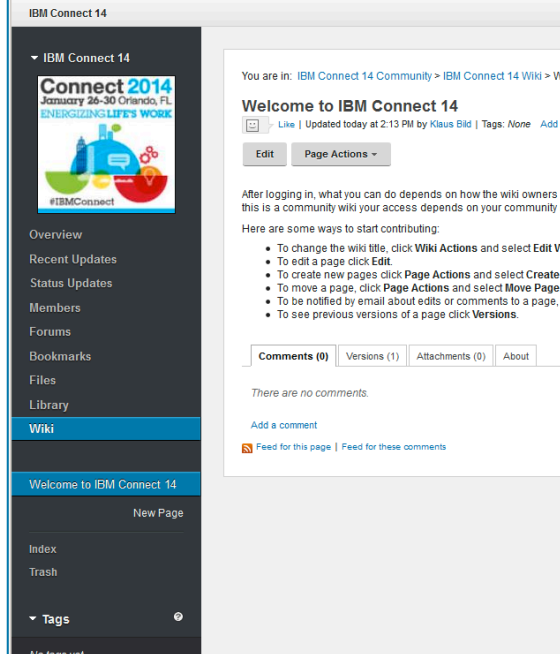 IBM Connect 14
IBM Connect 14
Connect 2014
January 26-30 Orlando, FL
ENERGIZING LIFE'S WORK
#IBMConnect
Overview
Recent Updates
Status Updates
Members
Forums
Bookmarks
Files
Library
Wiki
Welcome to IBM Connect 14
New Page
Index
Trash
Tags
No tags yet
You are in: IBM Connect 14 Community > IBM Connect 14 Wiki > W
Welcome to IBM Connect 14
Like | Updated today at 2:13 PM by Klaus Bild | Tags: None Add
Edit Page Actions
After logging in, what you can do depends on how the wiki owners
this is a community wiki your access depends on your community
Here are some ways to start contributing:
• To change the wiki title, click Wiki Actions and select Edit W
• To edit a page click Edit.
• To create new pages click Page Actions and select Create
• To move a page, click Page Actions and select Move Page
• To be notified by email about edits or comments to a page,
• To see previous versions of a page click Versions.
Comments (0) Versions (1) Attachments (0) About
There are no comments.
Add a comment
Feed for this page | Feed for these comments